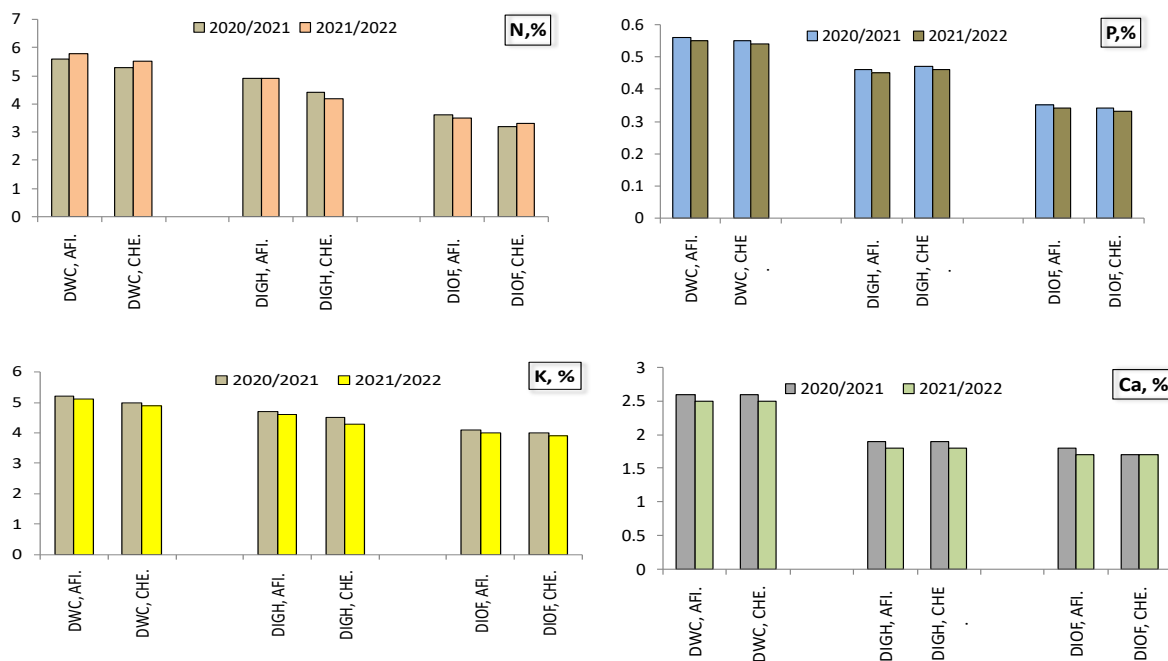 N,%
2020/2021 2021/2022
7
6
5
4
3
2
1
0
DWC, AFI.
DWC, CHE.
DIGH, AFI.
DIGH, CHE.
DIOF, AFI.
DIOF, CHE.
P,%
2020/2021 2021/2022
0.6
0.5
0.4
0.3
0.2
0.1
0
DWC, AFI.
DWC, CHE .
DIGH, AFI.
DIGH, CHE .
DIOF, AFI.
DIOF, CHE.
K, %
2020/2021 2021/2022
6
5
4
3
2
1
0
DWC, AFI.
DWC, CHE.
DIGH, AFI.
DIGH, CHE.
DIOF, AFI.
DIOF, CHE.
Ca, %
2020/2021 2021/2022
3
2.5
2
1.5
1
0.5
0
DWC, AFI.
DWC, CHE.
DIGH, AFI.
DIGH, CHE .
DIOF, AFI.
DIOF, CHE.